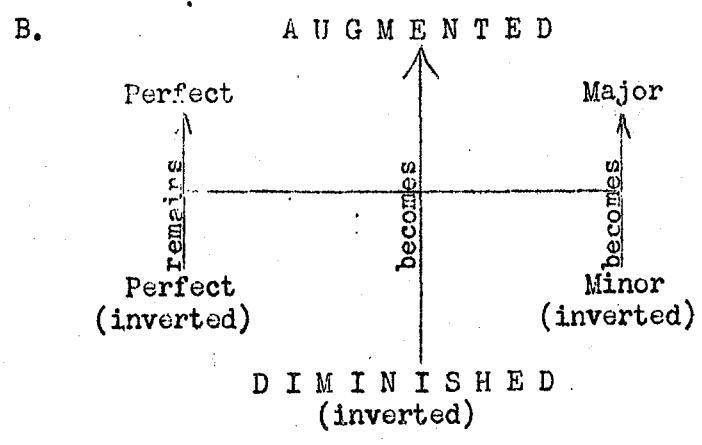 B.
AUGMENTED
Perfect
Major
remains
becomes
becomes
Perfect
(inverted)
Minor
(inverted)
DIMINISHED
(inverted)